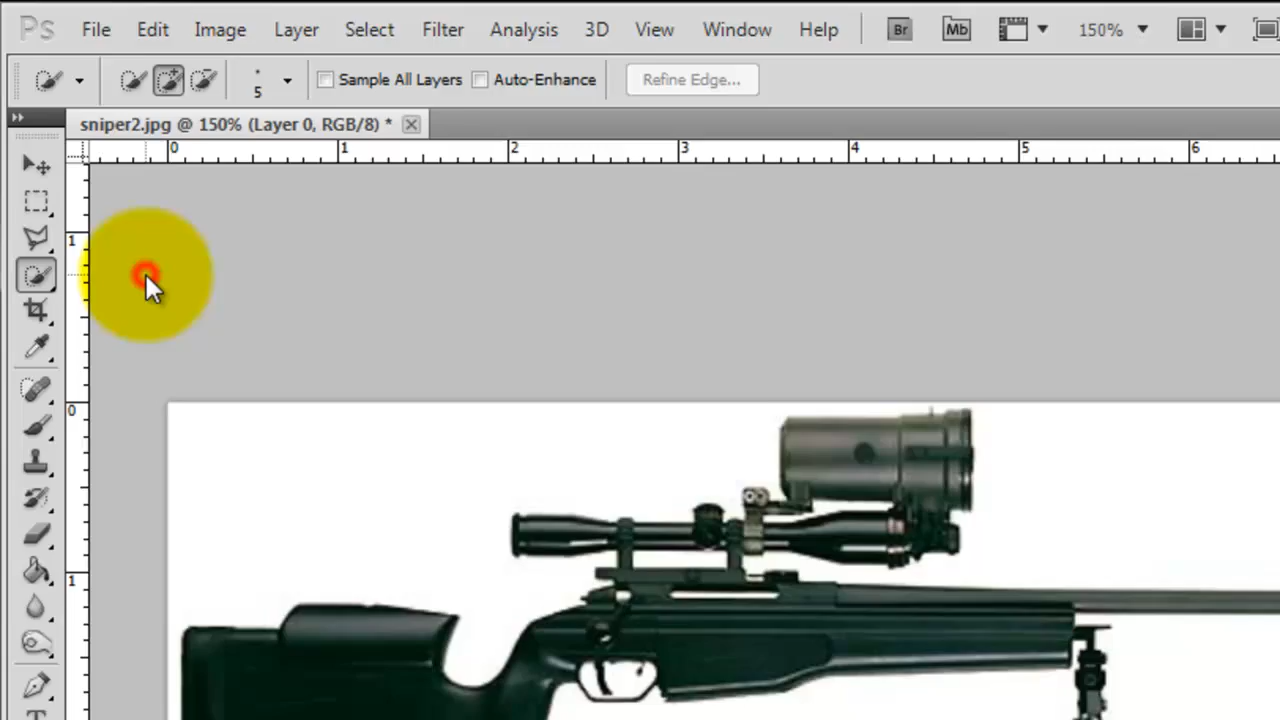 Ps File Edit Image Layer Select Filter Analysis 3D View Window Help Br Mb 150%
5 Sample All Layers Auto-Enhance Refine Edge...
sniper2.jpg @ 150% (Layer 0, RGB/8) *
0 1 2 3 4 5 6
1
0
1
T